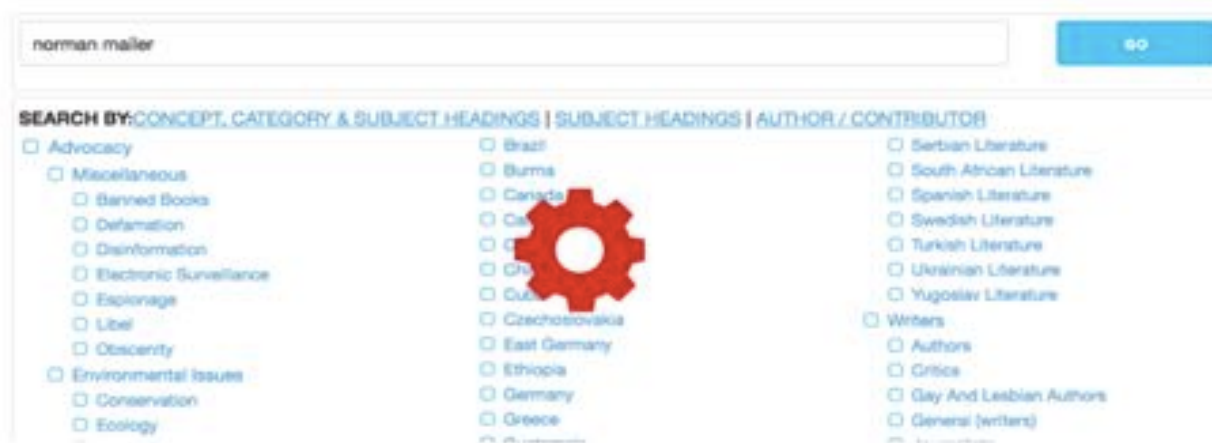 norman mailer
GO
SEARCH BY:CONCEPT, CATEGORY & SUBJECT HEADINGS | SUBJECT HEADINGS | AUTHOR / CONTRIBUTOR
Advocacy
Miscellaneous
Banned Books
Defamation
Disinformation
Electronic Surveillance
Espionage
Libel
Obscenity
Environmental Issues
Conservation
Ecology
Brazil
Burma
Canada
Czechoslovakia
East Germany
Ethiopia
Germany
Greece
Serbian Literature
South African Literature
Spanish Literature
Swedish Literature
Turkish Literature
Ukrainian Literature
Yugoslav Literature
Writers
Authors
Critics
Gay And Lesbian Authors
General (writers)